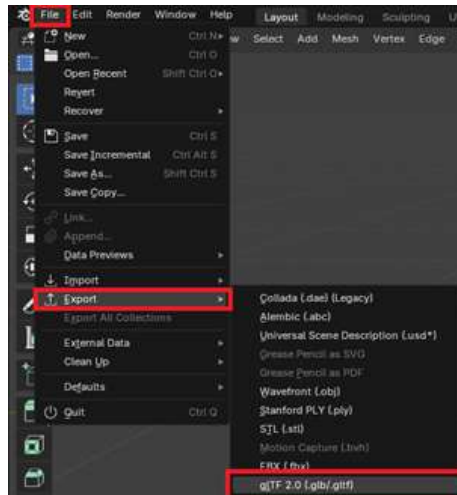 File Edit Render Window Help Layout Modeling Sculpting U
New Ctrl N
w Select Add Mesh Vertex Edge
Open... Ctrl O
Open Recent Shift Ctrl O
Revert
Recover
Save Ctrl S
Save Incremental Ctrl Alt S
Save As... Shift Ctrl S
Save Copy...
Link...
Append...
Data Previews
Import
Export
Export All Collections
External Data
Clean Up
Defaults
Quit Ctrl Q
Collada (.dae) (Legacy)
Alembic (.abc)
Universal Scene Description (.usd*)
Grease Pencil as SVG
Grease Pencil as PDF
Wavefront (.obj)
Stanford PLY (.ply)
STL (.stl)
Motion Capture (.bvh)
FBX (.fbx)
glTF 2.0 (.glb/.gltf)